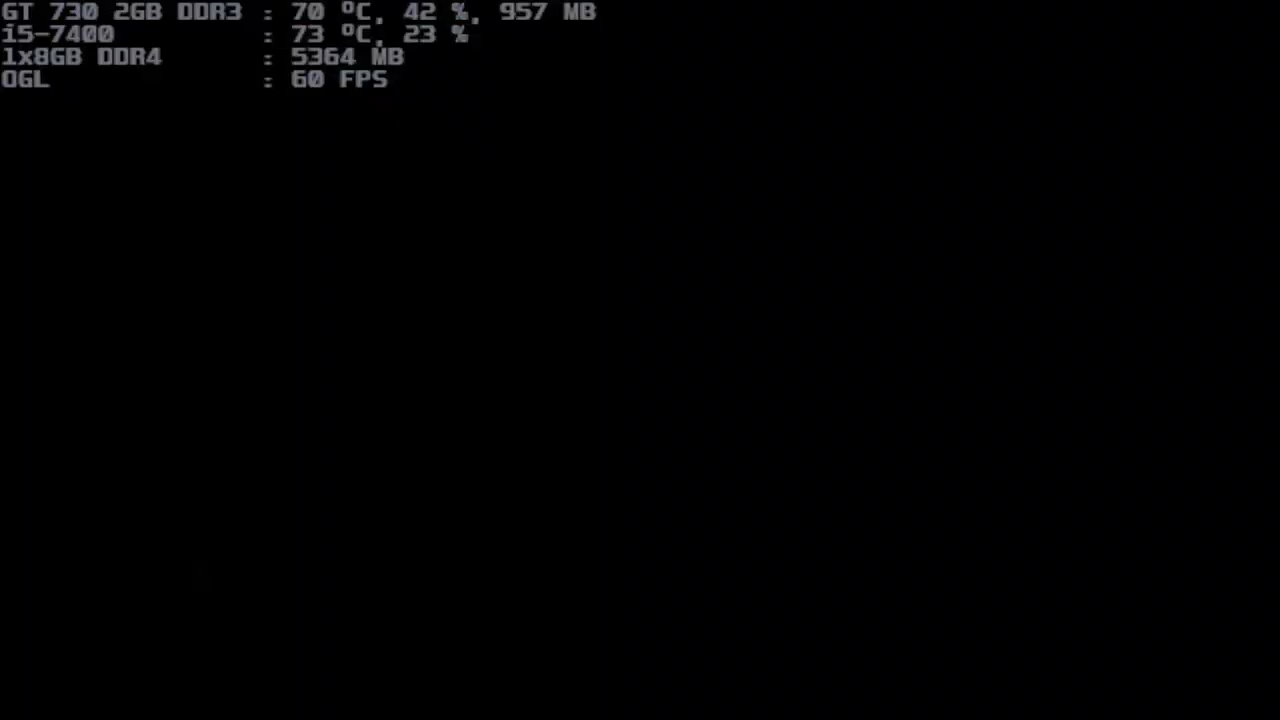 GT 730 2GB DDR3 : 70 ºC, 42 %, 957 MB
i5-7400 : 73 ºC, 23 %
1x8GB DDR4 : 5364 MB
OGL : 60 FPS